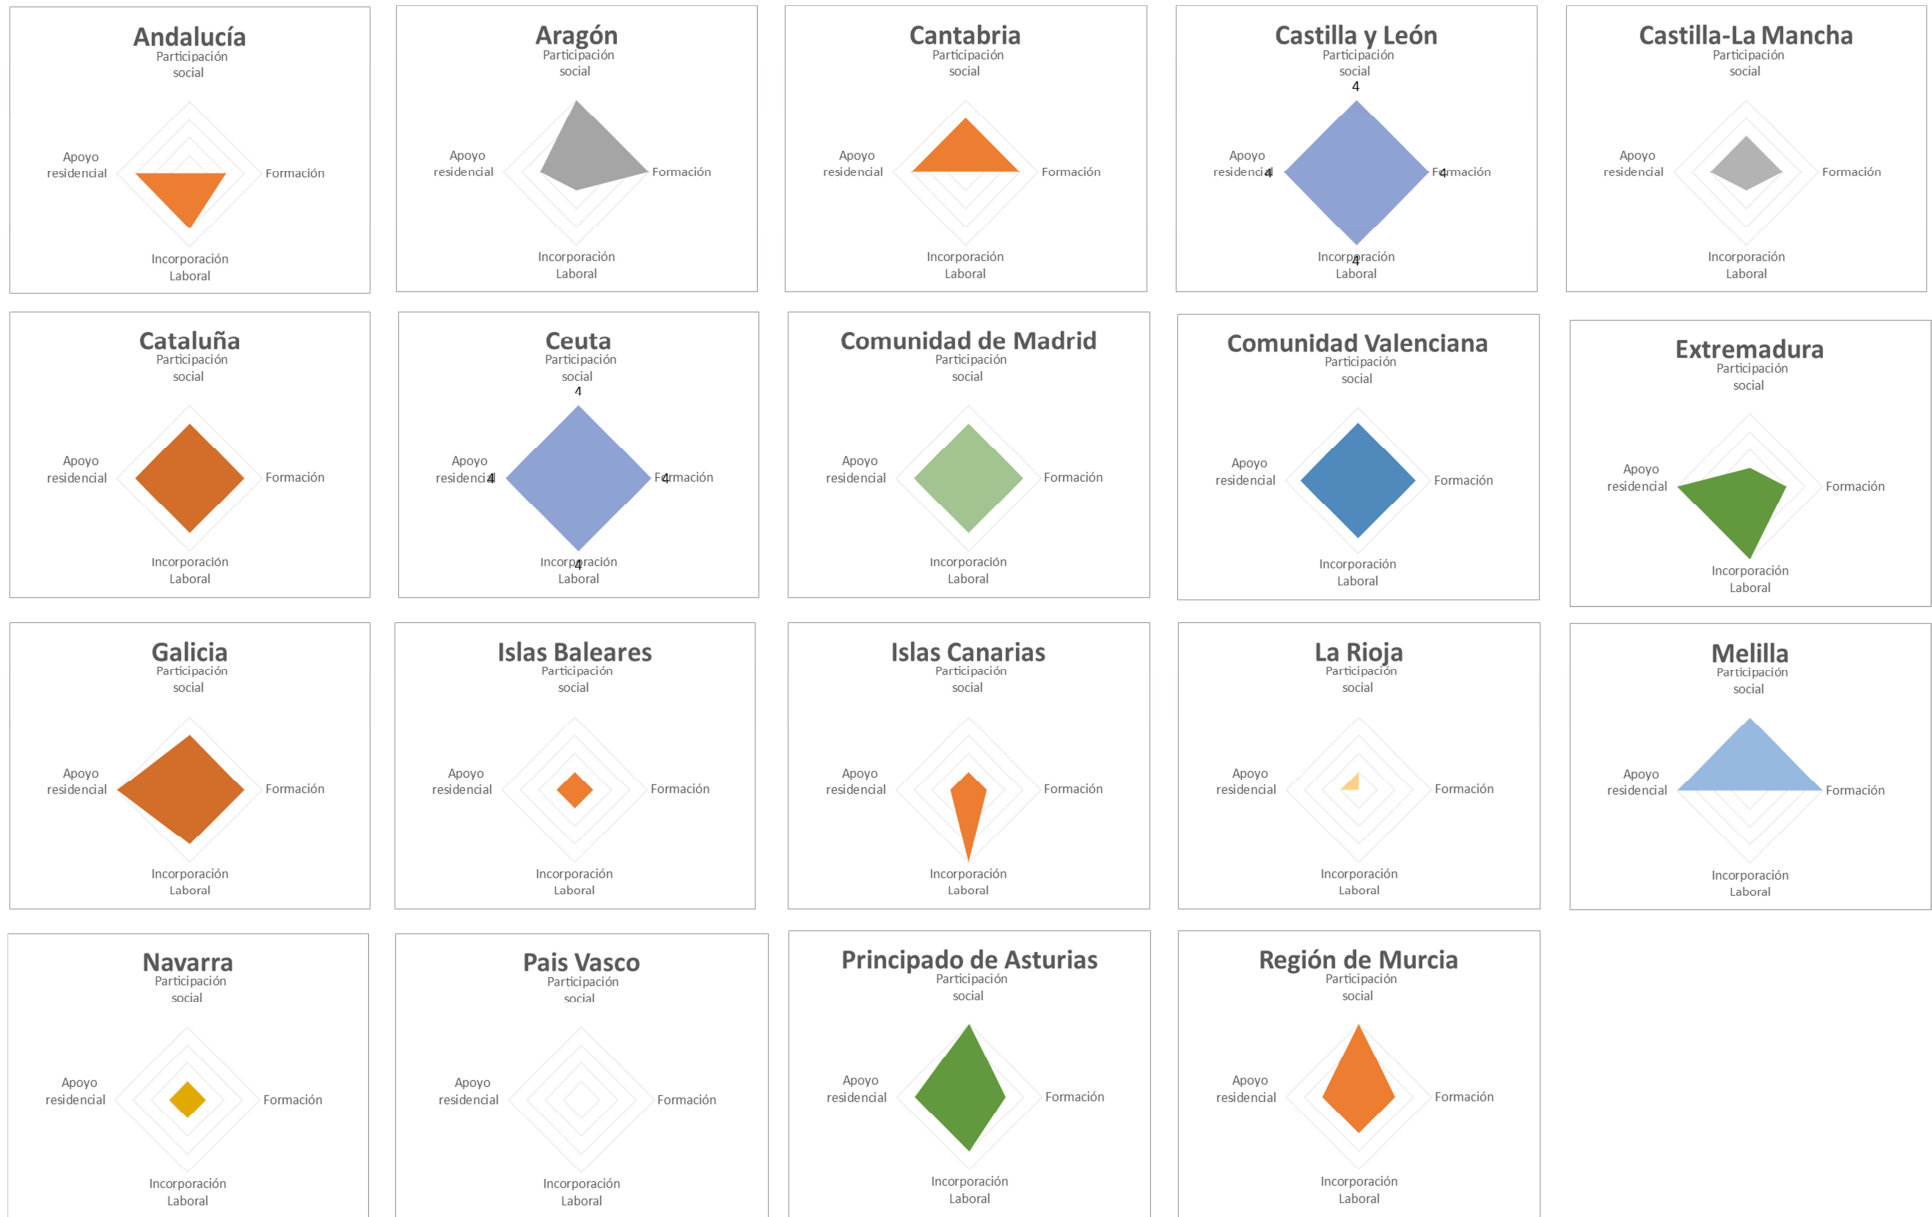 Andalucía
Participación
social
Apoyo
residencial
Formación
Incorporación
Laboral
Aragón
Participación
social
Apoyo
residencial
Formación
Incorporación
Laboral
Cantabria
Participación
social
Apoyo
residencial
Formación
Incorporación
Laboral
Castilla y León
Participación
social
4
Apoyo
residencial
4
4
Formación
Incorporación
4
Laboral
Castilla-La Mancha
Participación
social
Apoyo
residencial
Formación
Incorporación
Laboral
Cataluña
Participación
social
Apoyo
residencial
Formación
Incorporación
Laboral
Ceuta
Participación
social
4
Apoyo
residencial
4
4
Formación
Incorporación
4
Laboral
Comunidad de Madrid
Participación
social
Apoyo
residencial
Formación
Incorporación
Laboral
Comunidad Valenciana
Participación
social
Apoyo
residencial
Formación
Incorporación
Laboral
Extremadura
Participación
social
Apoyo
residencial
Formación
Incorporación
Laboral
Galicia
Participación
social
Apoyo
residencial
Formación
Incorporación
Laboral
Islas Baleares
Participación
social
Apoyo
residencial
Formación
Incorporación
Laboral
Islas Canarias
Participación
social
Apoyo
residencial
Formación
Incorporación
Laboral
La Rioja
Participación
social
Apoyo
residencial
Formación
Incorporación
Laboral
Melilla
Participación
social
Apoyo
residencial
Formación
Incorporación
Laboral
Navarra
Participación
social
Apoyo
residencial
Formación
Incorporación
Laboral
Pais Vasco
Participación
social
Apoyo
residencial
Formación
Incorporación
Laboral
Principado de Asturias
Participación
social
Apoyo
residencial
Formación
Incorporación
Laboral
Región de Murcia
Participación
social
Apoyo
residencial
Formación
Incorporación
Laboral